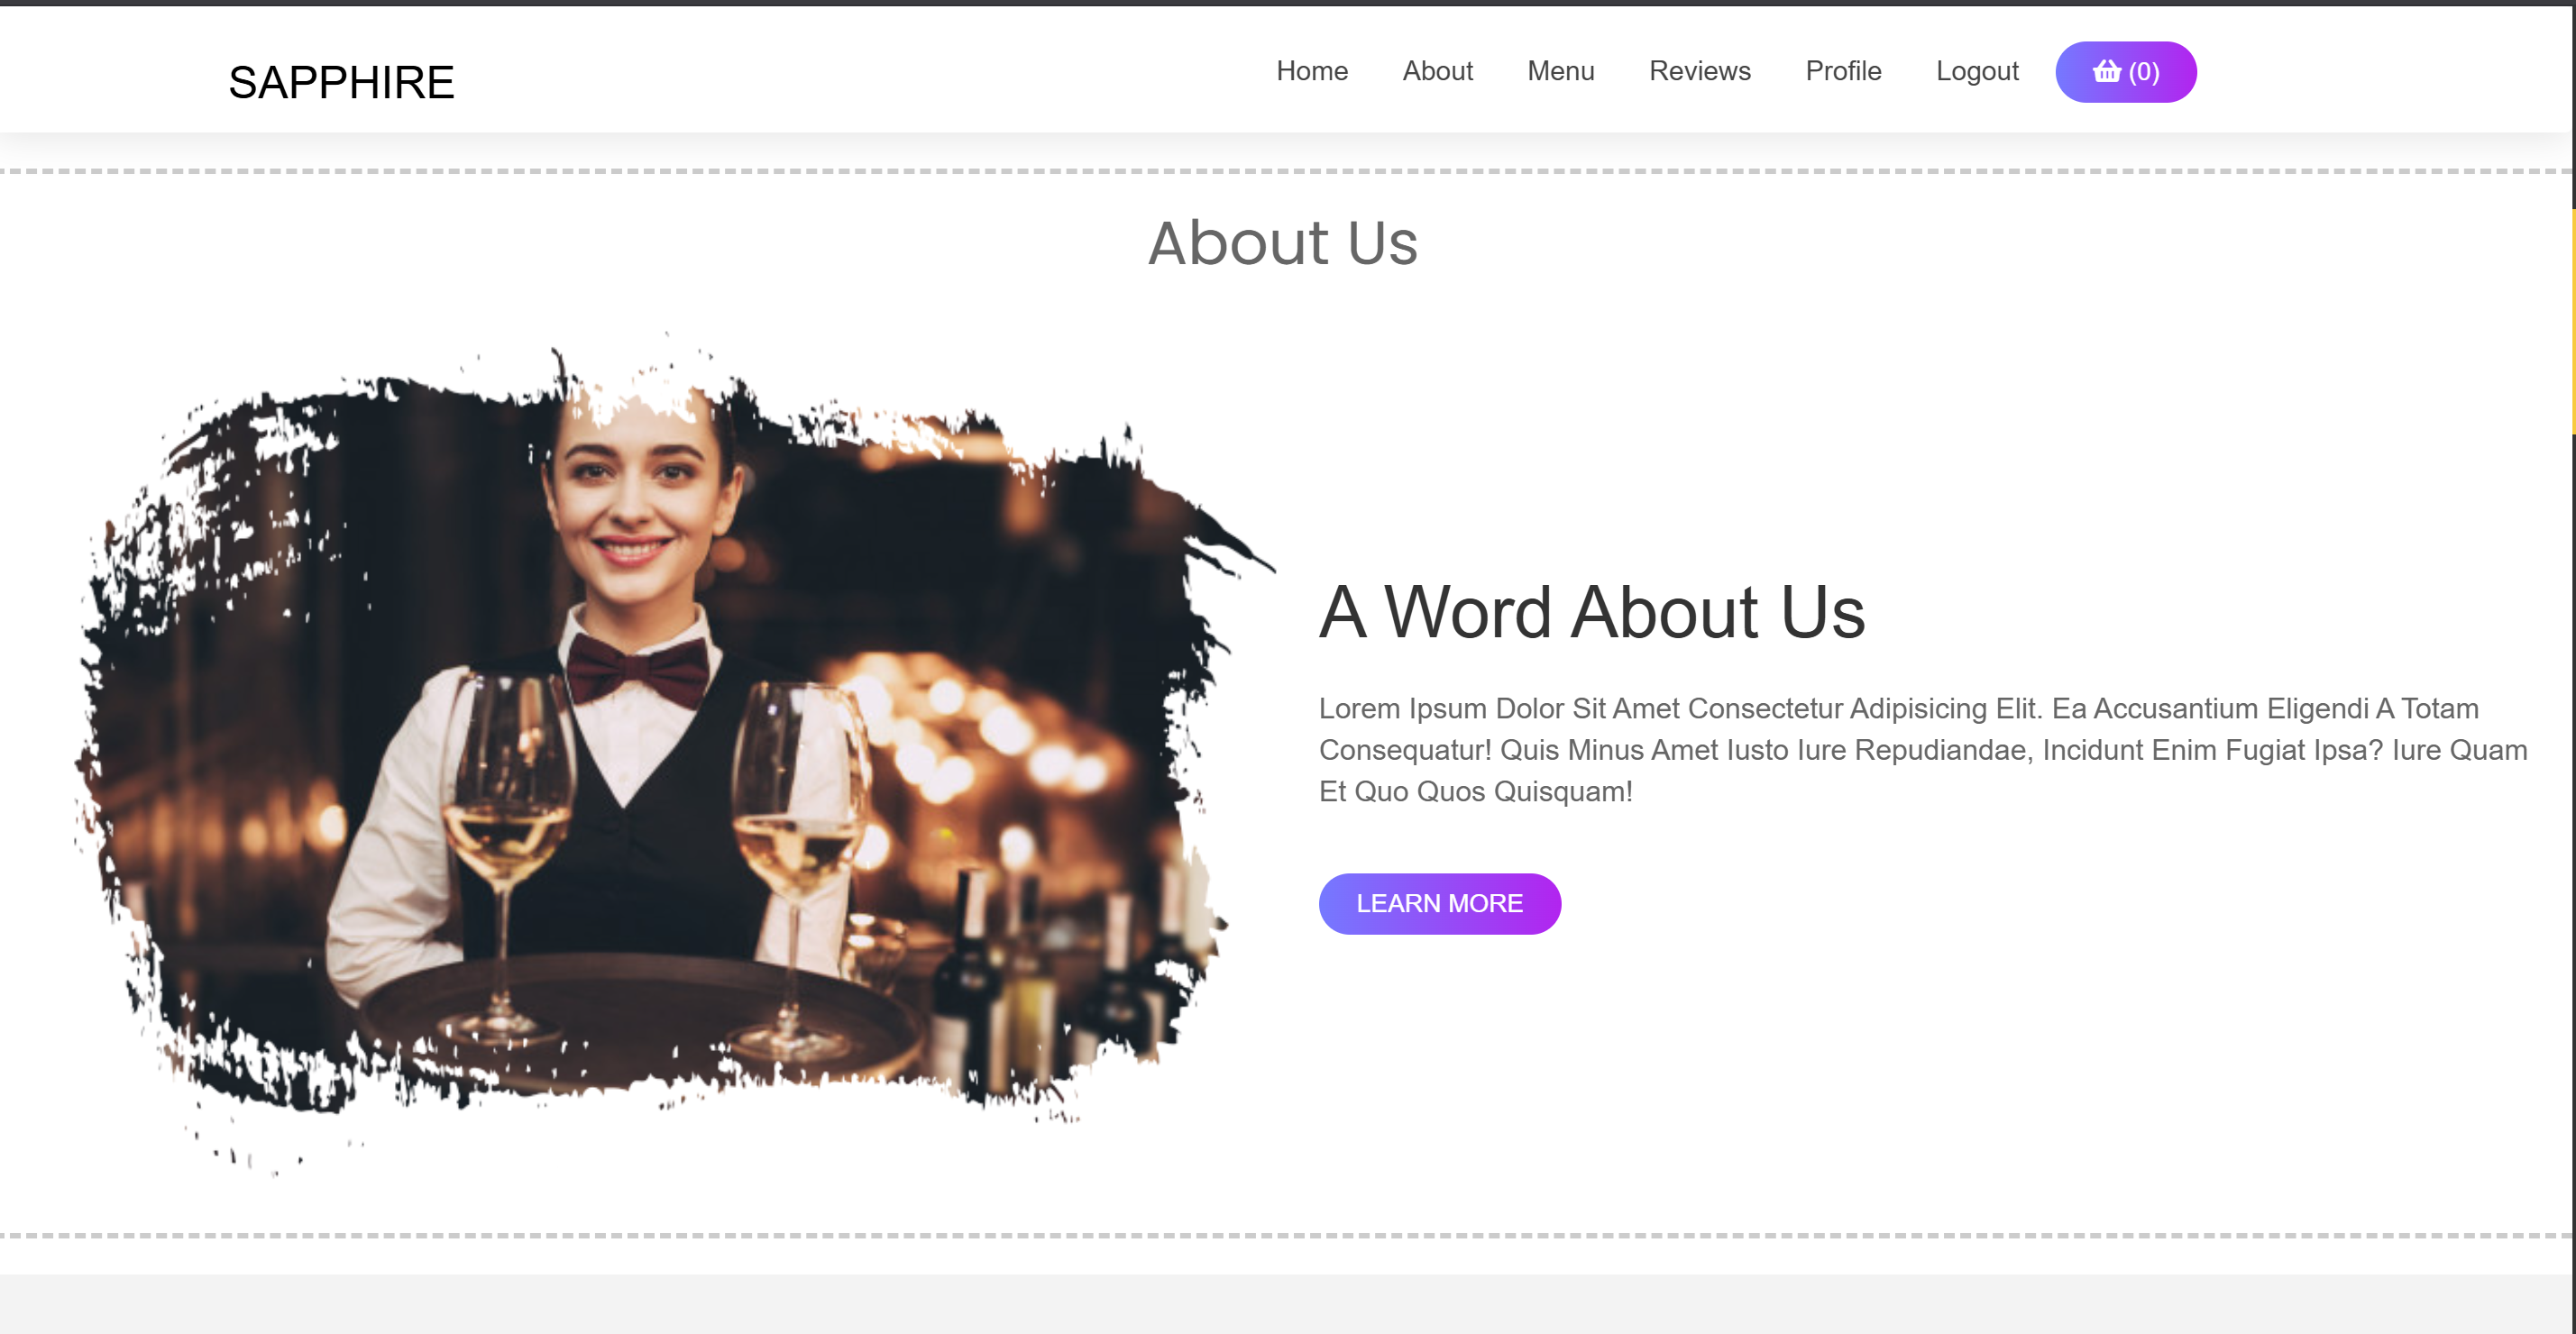 SAPPHIRE
Home About Menu Reviews Profile Logout (0)
About Us
A Word About Us
Lorem Ipsum Dolor Sit Amet Consectetur Adipisicing Elit. Ea Accusantium Eligendi A Totam
Consequatur! Quis Minus Amet Iusto Iure Repudiandae, Incidunt Enim Fugiat Ipsa? Iure Quam
Et Quo Quos Quisquam!
LEARN MORE